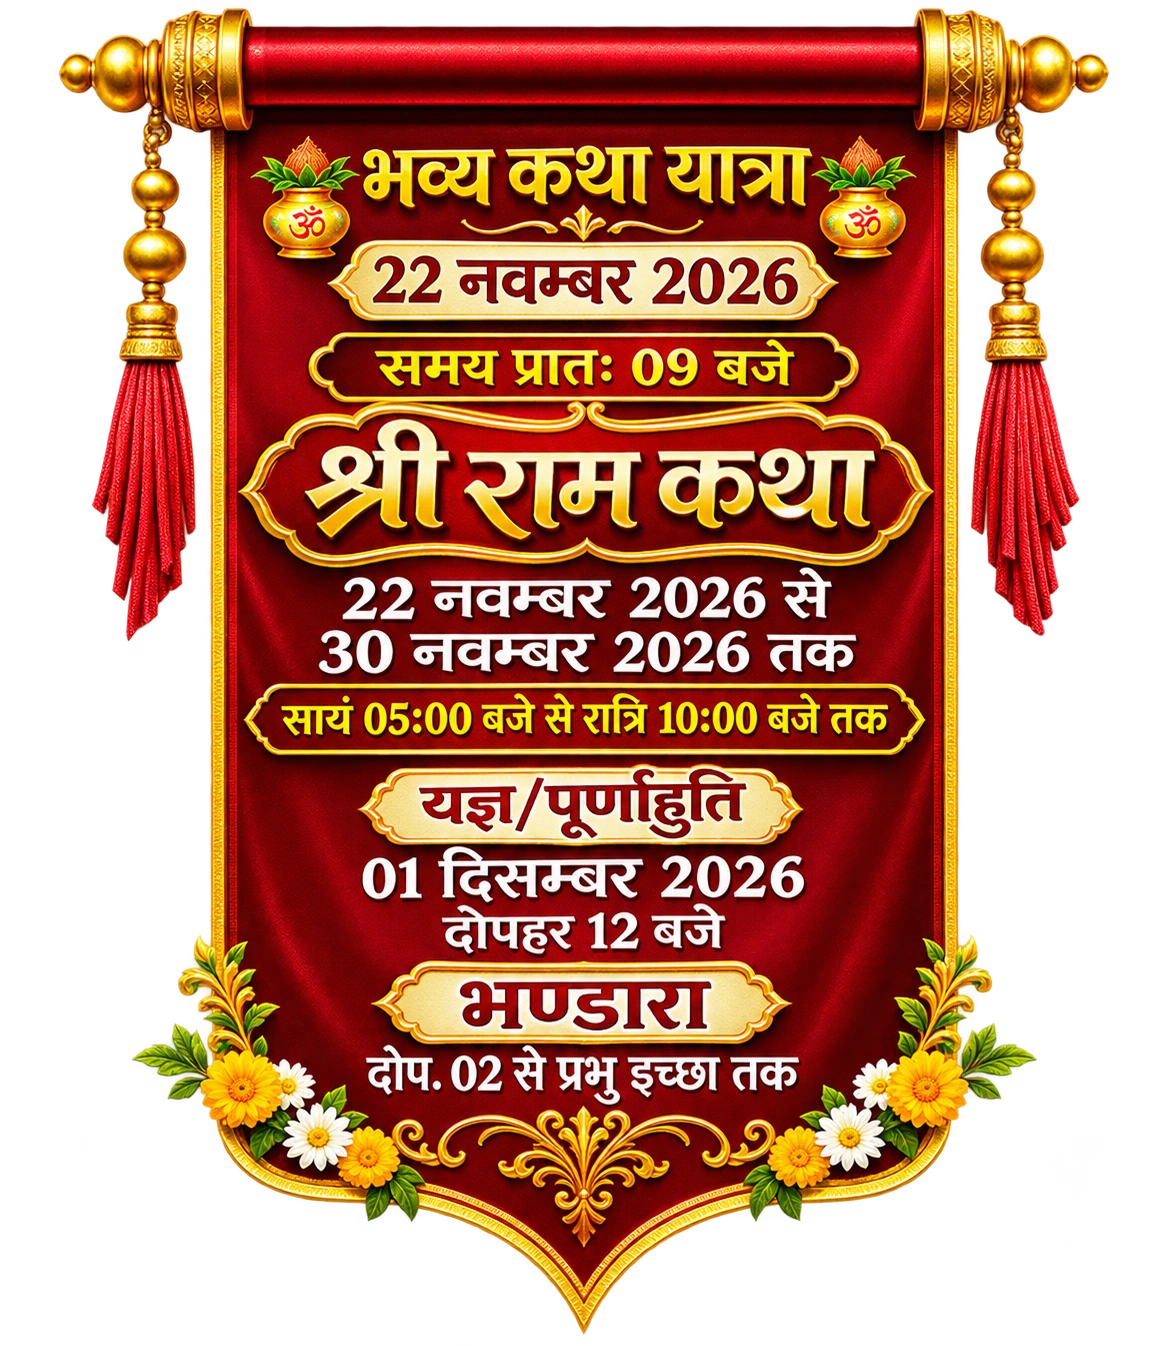 भव्य कथा यात्रा
ॐ
ॐ
22 नवम्बर 2026
समय प्रातः 09 बजे
श्री राम कथा
22 नवम्बर 2026 से
30 नवम्बर 2026 तक
सायं 05:00 बजे से रात्रि 10:00 बजे तक
यज्ञ/पूर्णाहुति
01 दिसम्बर 2026
दोपहर 12 बजे
भण्डारा
दोप. 02 से प्रभु इच्छा तक